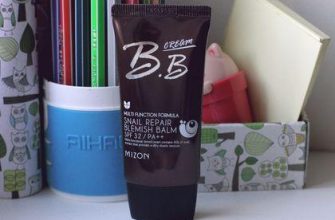 CREAM
B.B
MULTI FUNCTION FORMULA
SNAIL REPAIR
BLEMISH BALM
SPF 32 / PA++
MIZON